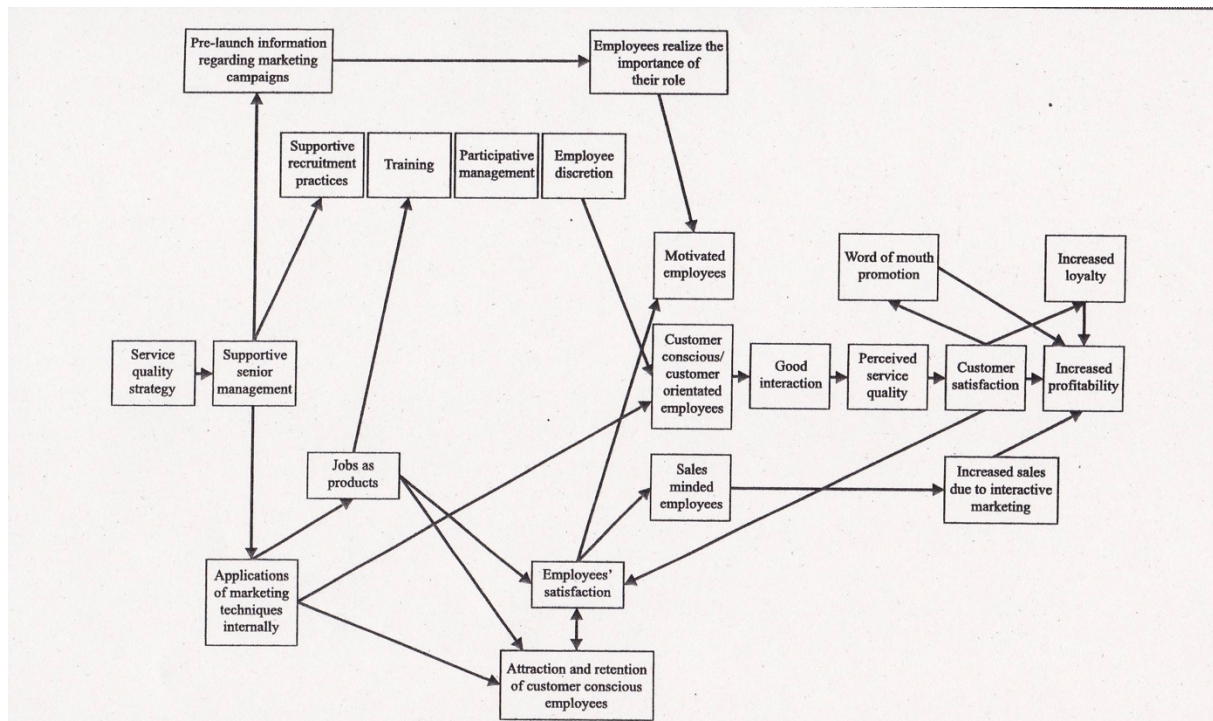 Pre-launch information
regarding marketing
campaigns
Employees realize the
importance of
their role
Supportive
recruitment
practices
Training
Participative
management
Employee
discretion
Motivated
employees
Word of mouth
promotion
Increased
loyalty
Service
quality
strategy
Supportive
senior
management
Customer
conscious/
customer
orientated
employees
Good
interaction
Perceived
service
quality
Customer
satisfaction
Increased
profitability
Jobs as
products
Sales
minded
employees
Increased sales
due to interactive
marketing
Applications
of marketing
techniques
internally
Employees'
satisfaction
Attraction and retention
of customer conscious
employees